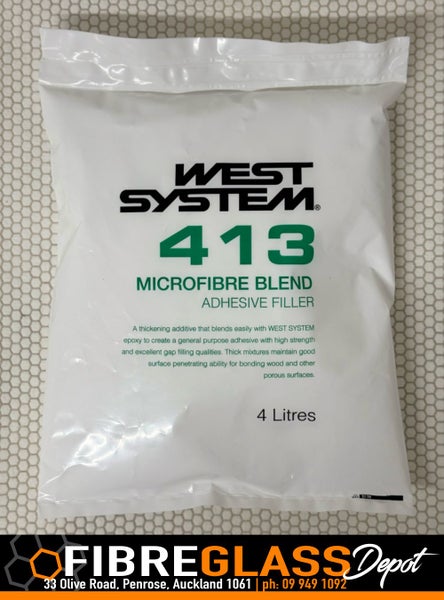 WEST
SYSTEM®
413
MICROFIBRE BLEND
ADHESIVE FILLER
A thickening additive that blends easily with WEST SYSTEM
epoxy to create a general purpose adhesive with high strength
and excellent gap filling qualities. Thick mixtures maintain good
surface penetrating ability for bonding wood and other
porous surfaces.
4 Litres
FIBREGLASS Depot
33 Olive Road, Penrose, Auckland 1061 | ph: 09 949 1092